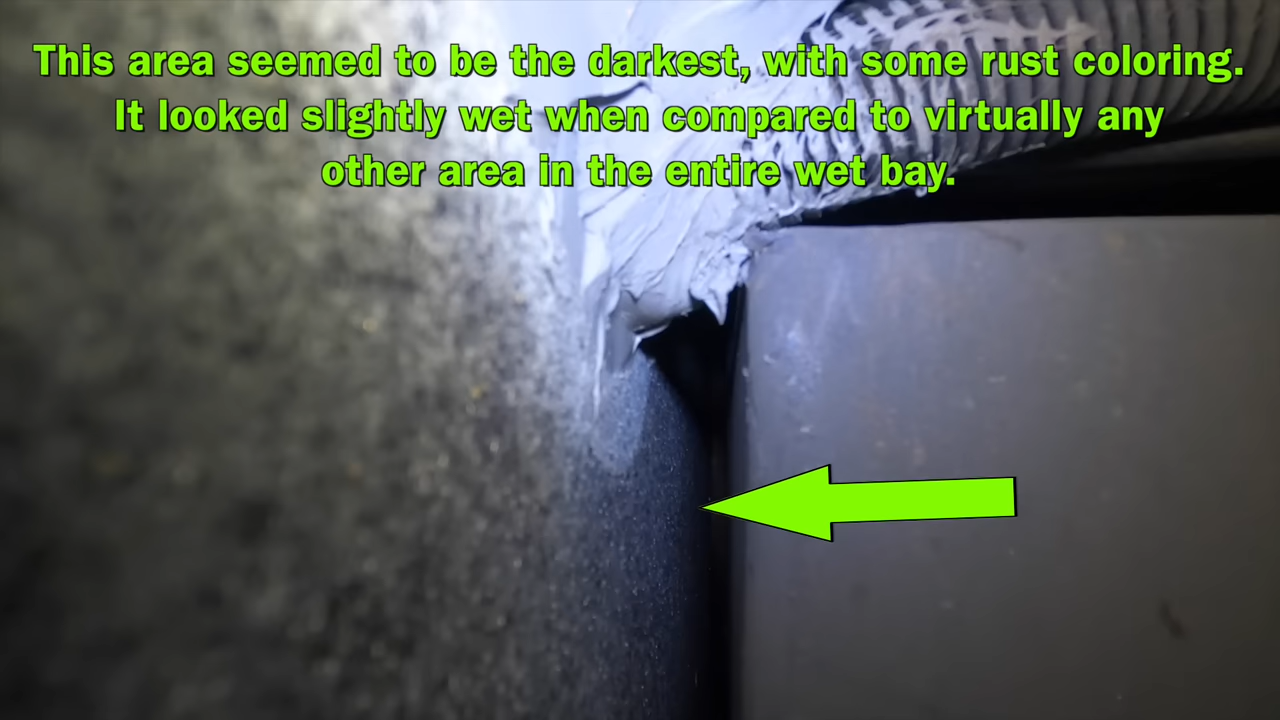 This area seemed to be the darkest, with some rust coloring.
It looked slightly wet when compared to virtually any
other area in the entire wet bay.